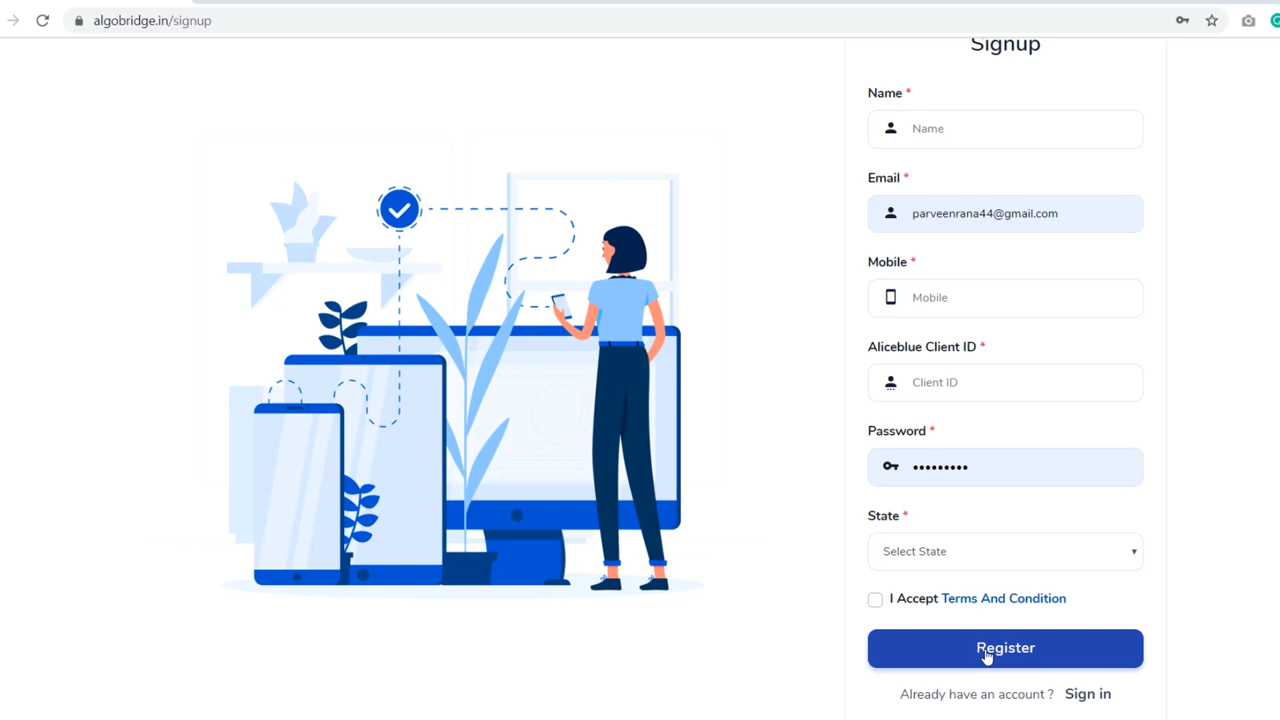 algobridge.in/signup
Signup
Name *
Name
Email *
parveenrana44@gmail.com
Mobile *
Mobile
Aliceblue Client ID *
Client ID
Password *
•••••••••
State *
Select State
I Accept Terms And Condition
Register
Already have an account ? Sign in